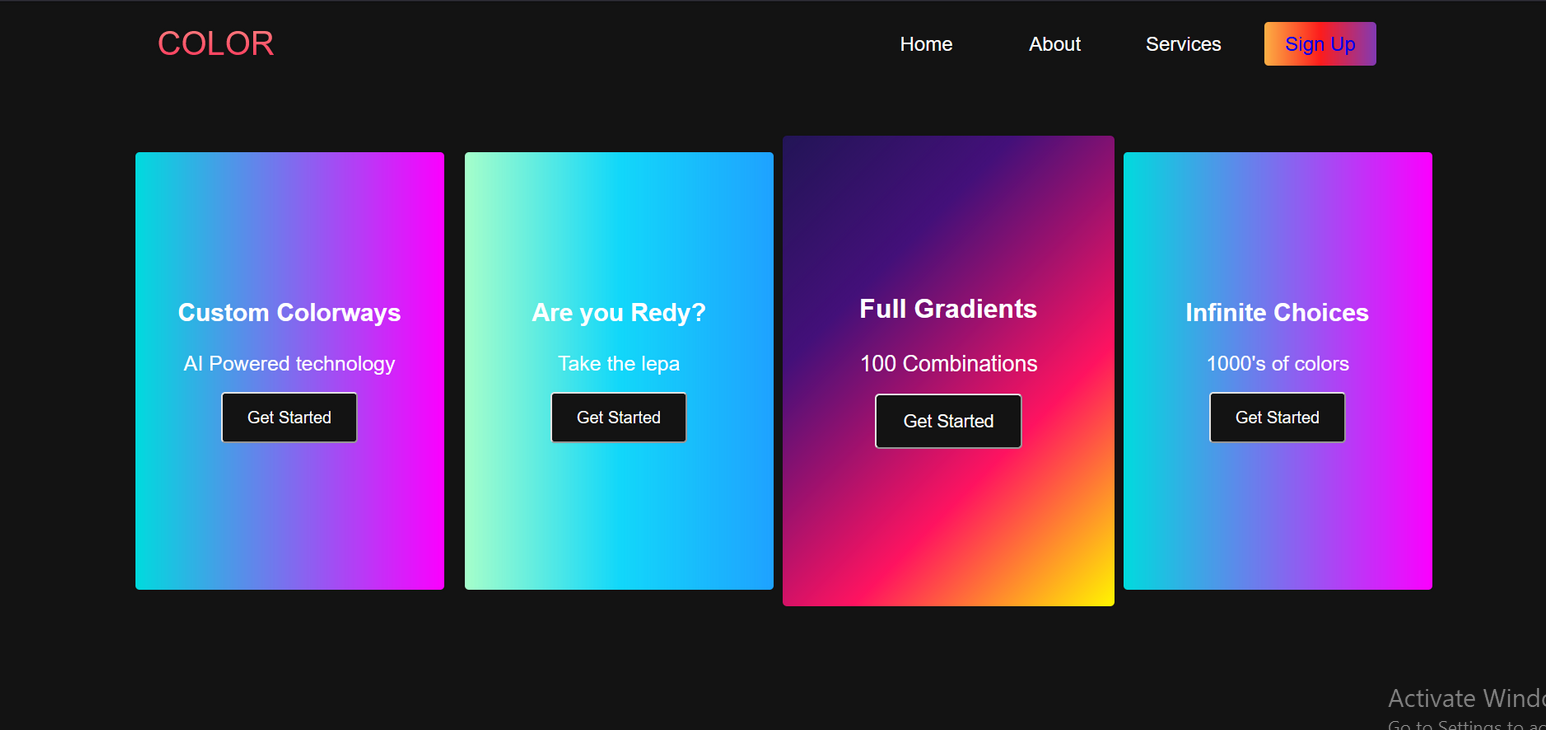 COLOR
Home
About
Services
Sign Up
Custom Colorways
AI Powered technology
Get Started
Are you Redy?
Take the lepa
Get Started
Full Gradients
100 Combinations
Get Started
Infinite Choices
1000's of colors
Get Started
Activate Windo
Go to Settings to ac